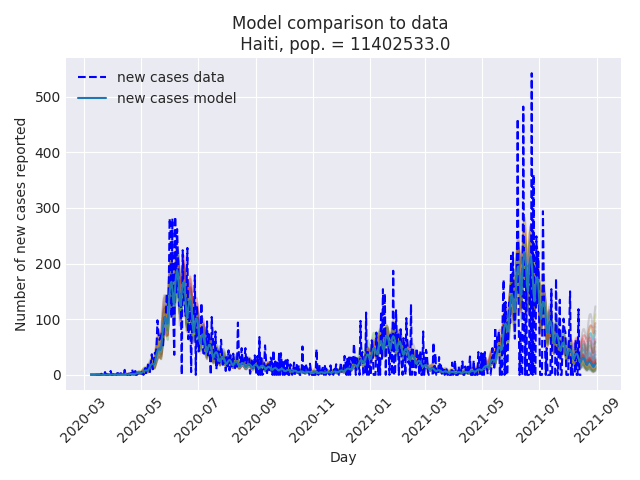 Model comparison to data
Haiti, pop. = 11402533.0
new cases data
new cases model
Number of new cases reported
500
400
300
200
100
0
2020-03
2020-05
2020-07
2020-09
2020-11
2021-01
2021-03
2021-05
2021-07
2021-09
Day